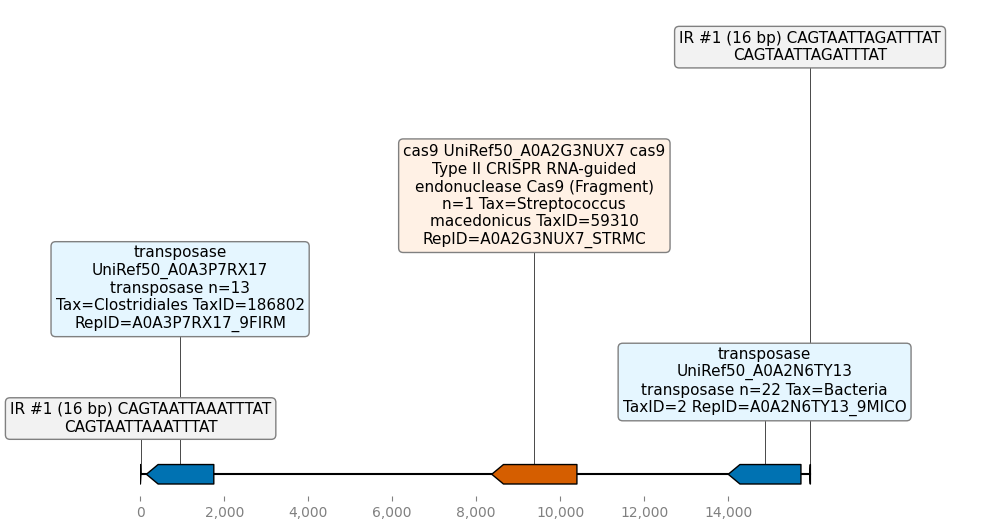 IR #1 (16 bp) CAGTAATTAGATTTAT
CAGTAATTAGATTTAT
cas9 UniRef50_A0A2G3NUX7 cas9
Type II CRISPR RNA-guided
endonuclease Cas9 (Fragment)
n=1 Tax=Streptococcus
macedonicus TaxID=59310
RepID=A0A2G3NUX7_STRMC
transposase
UniRef50_A0A3P7RX17
transposase n=13
Tax=Clostridiales TaxID=186802
RepID=A0A3P7RX17_9FIRM
transposase
UniRef50_A0A2N6TY13
transposase n=22 Tax=Bacteria
TaxID=2 RepID=A0A2N6TY13_9MICO
IR #1 (16 bp) CAGTAATTAAATTTAT
CAGTAATTAAATTTAT
0 2,000 4,000 6,000 8,000 10,000 12,000 14,000